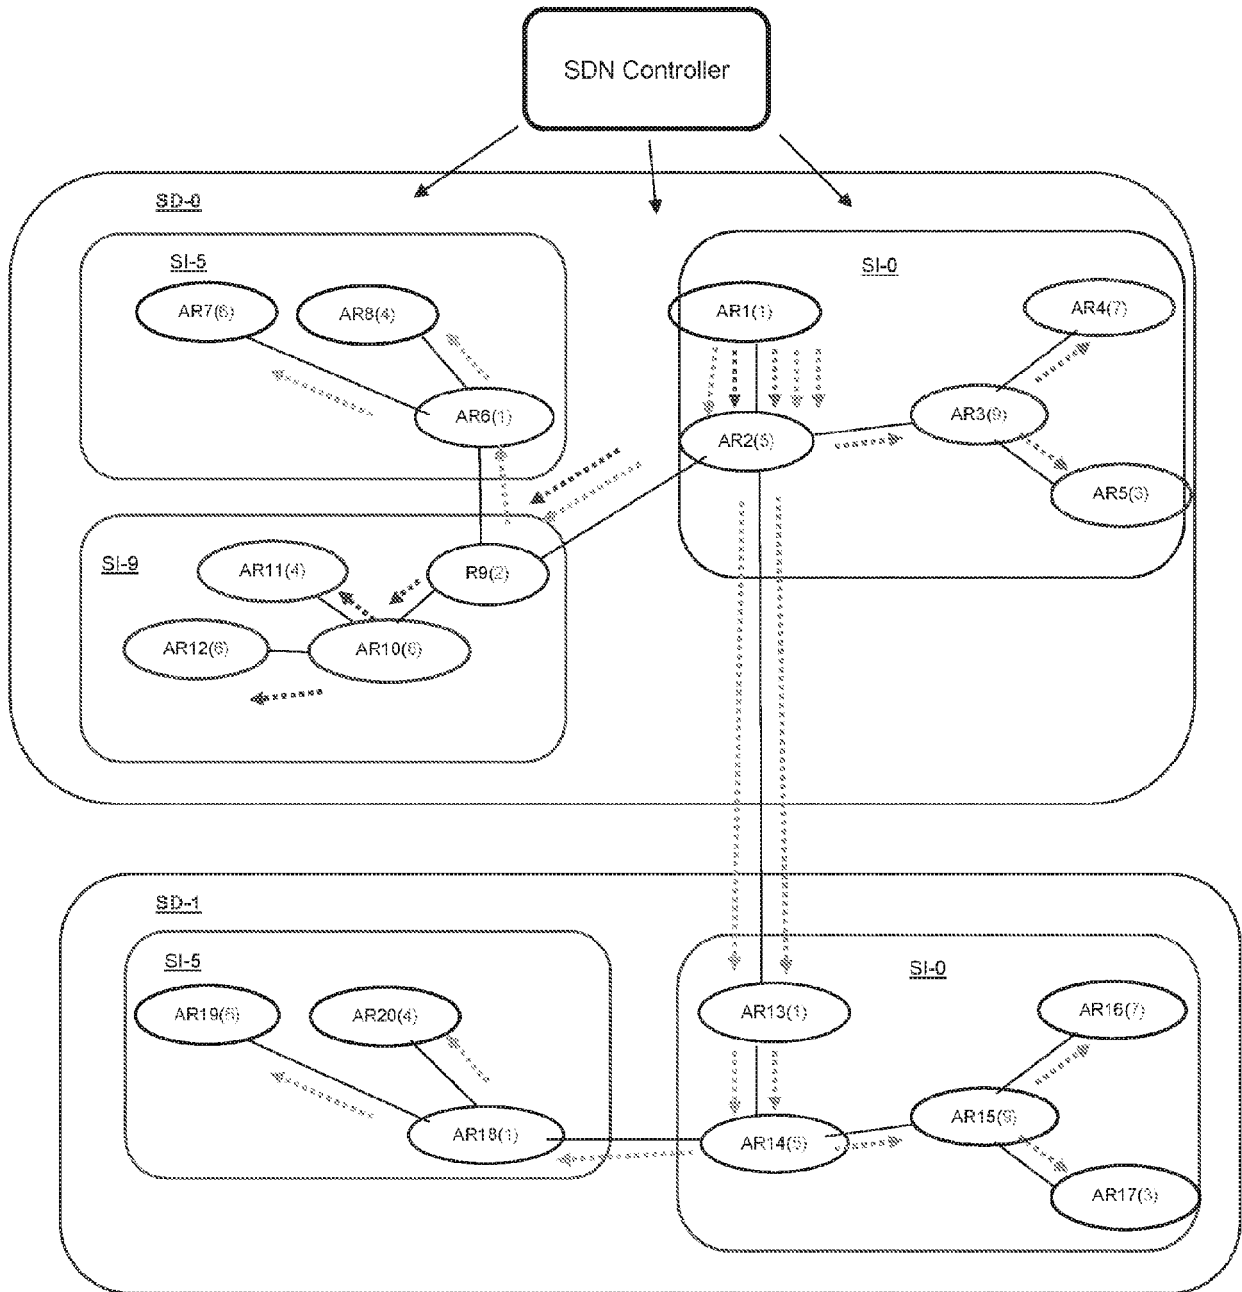 SDN Controller
SD-0
SI-5
SI-0
AR7(6)
AR8(4)
AR1(1)
AR4(7)
AR6(1)
AR3(9)
AR2(5)
AR5(3)
SI-9
AR11(4)
R9(2)
AR12(6)
AR10(6)
SD-1
SI-5
SI-0
AR19(6)
AR20(4)
AR13(1)
AR16(7)
AR15(9)
AR18(1)
AR14(5)
AR17(3)